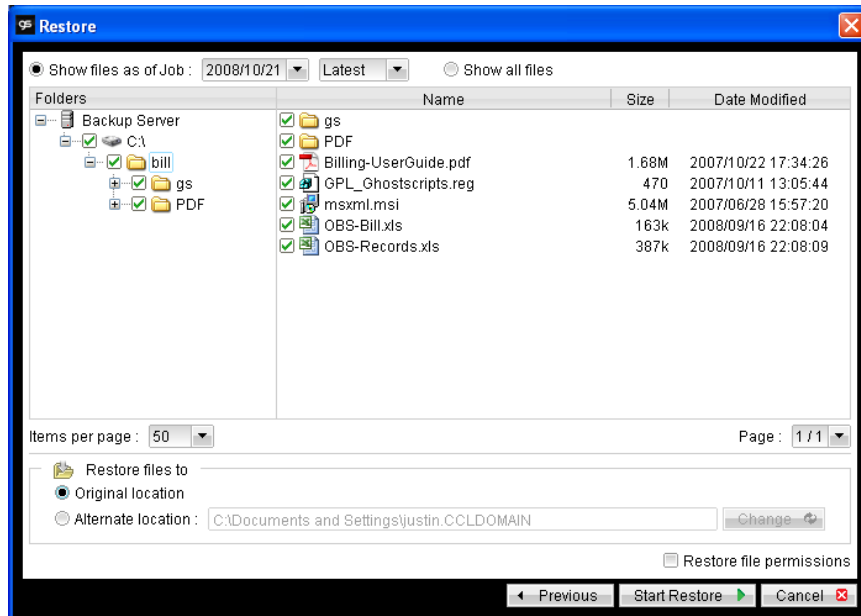 gs Restore
Show files as of Job : 2008/10/21 Latest Show all files
Folders Name Size Date Modified
Backup Server
C:\
bill
gs
PDF
gs
PDF
Billing-UserGuide.pdf 1.68M 2007/10/22 17:34:26
GPL_Ghostscripts.reg 470 2007/10/11 13:05:44
msxml.msi 5.04M 2007/06/28 15:57:20
OBS-Bill.xls 163k 2008/09/16 22:08:04
OBS-Records.xls 387k 2008/09/16 22:08:09
Items per page : 50 Page : 1 / 1
Restore files to
Original location
Alternate location : C:\Documents and Settings\justin.CCLDOMAIN Change
Restore file permissions
Previous Start Restore Cancel